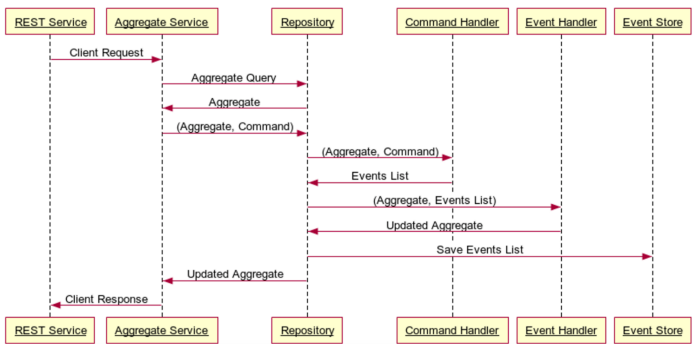 REST Service Aggregate Service Repository Command Handler Event Handler Event Store
Client Request
Aggregate Query
Aggregate
(Aggregate, Command)
(Aggregate, Command)
Events List
(Aggregate, Events List)
Updated Aggregate
Save Events List
Updated Aggregate
Client Response
REST Service Aggregate Service Repository Command Handler Event Handler Event Store